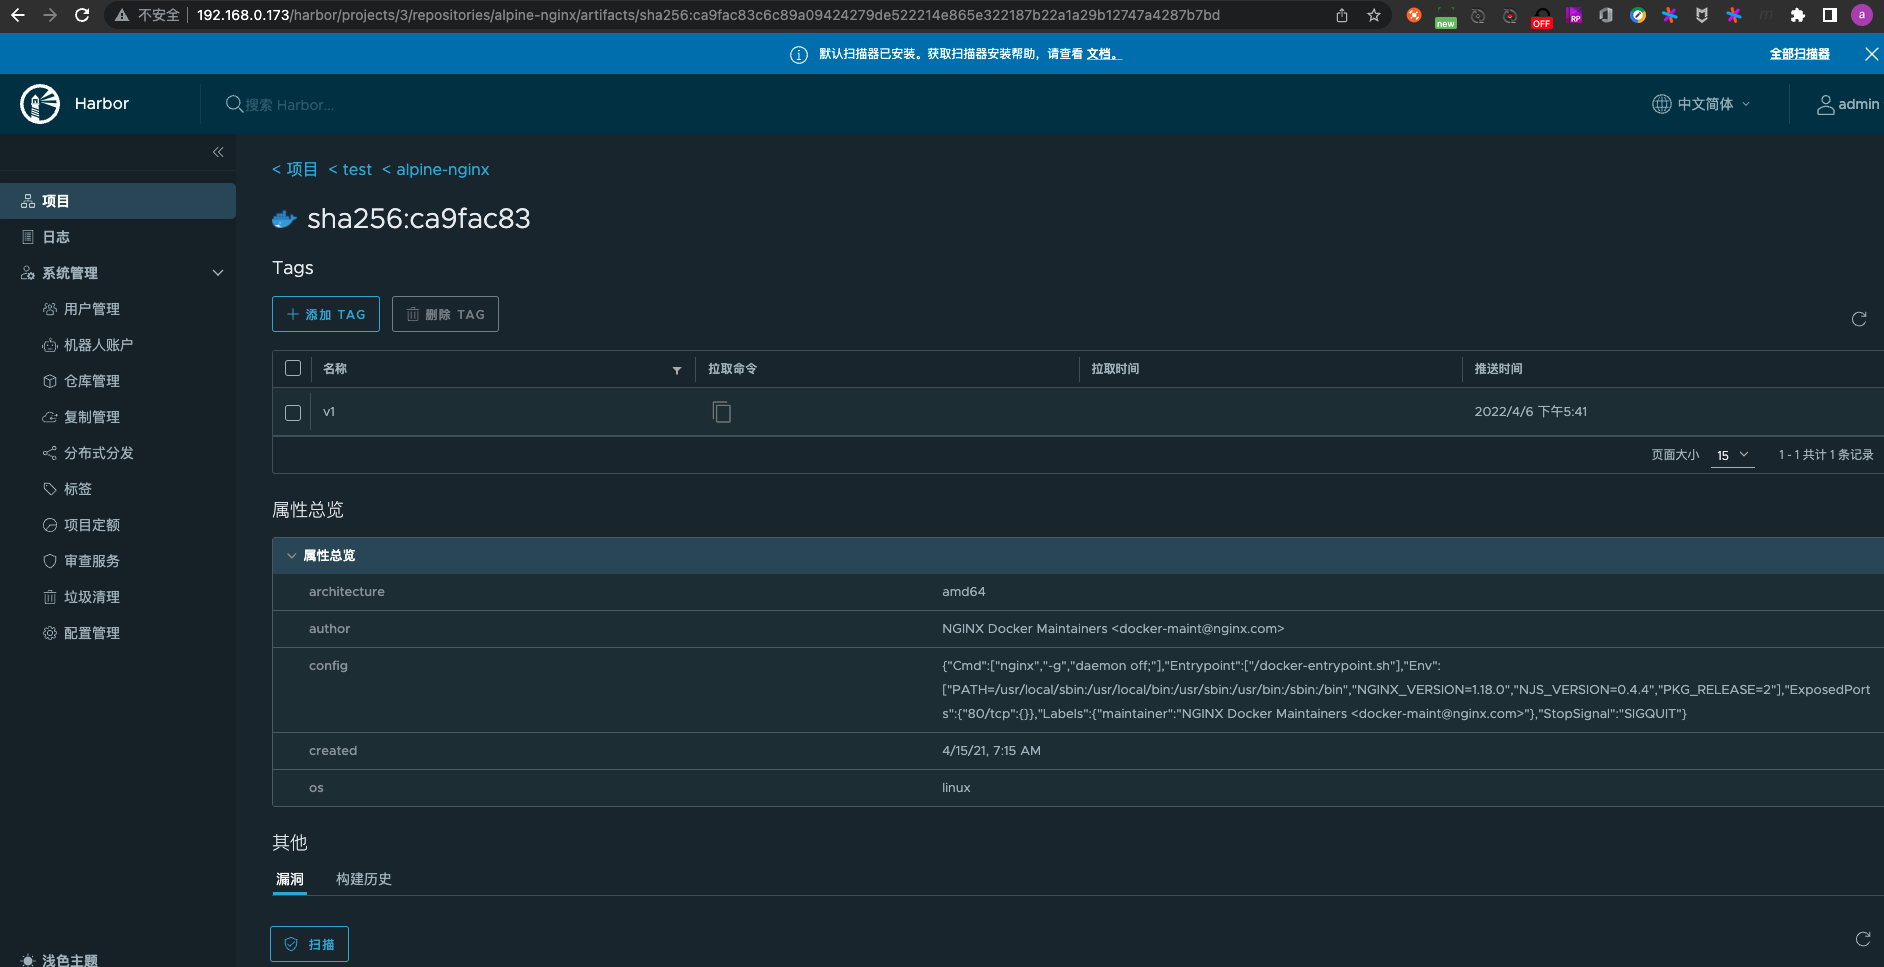 不安全 192.168.0.173/harbor/projects/3/repositories/alpine-nginx/artifacts/sha256:ca9fac83c6c89a09424279de522214e865e322187b22a1a29b12747a4287b7bd
new
OFF
RP
a
默认扫描器已安装。获取扫描器安装帮助，请查看 文档。
全部扫描器
Harbor
搜索 Harbor...
中文简体
admin
< 项目 < test < alpine-nginx
项目
日志
系统管理
用户管理
机器人账户
仓库管理
复制管理
分布式分发
标签
项目定额
审查服务
垃圾清理
配置管理
浅色主题
sha256:ca9fac83
Tags
添加 TAG
删除 TAG
名称 拉取命令 拉取时间 推送时间
v1 2022/4/6 下午5:41
页面大小 15 1 - 1 共计 1 条记录
属性总览
属性总览
architecture amd64
author NGINX Docker Maintainers <docker-maint@nginx.com>
config {"Cmd":["nginx","-g","daemon off;"],"Entrypoint":["/docker-entrypoint.sh"],"Env":
["PATH=/usr/local/sbin:/usr/local/bin:/usr/sbin:/usr/bin:/sbin:/bin","NGINX_VERSION=1.18.0","NJS_VERSION=0.4.4","PKG_RELEASE=2"],"ExposedPort
s":{"80/tcp":{}},"Labels":{"maintainer":"NGINX Docker Maintainers <docker-maint@nginx.com>"},"StopSignal":"SIGQUIT"}
created 4/15/21, 7:15 AM
os linux
其他
漏洞 构建历史
扫描